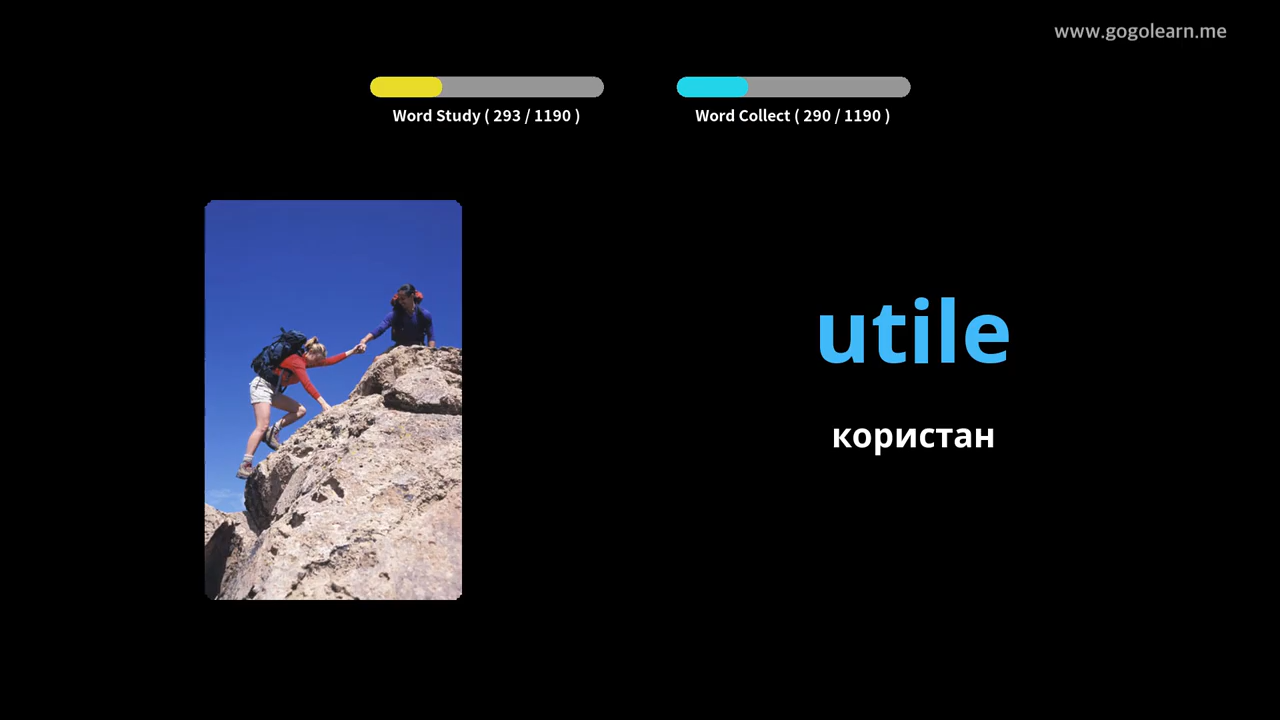 www.gogolearn.me
Word Study ( 293 / 1190 )
Word Collect ( 290 / 1190 )
utile
користан